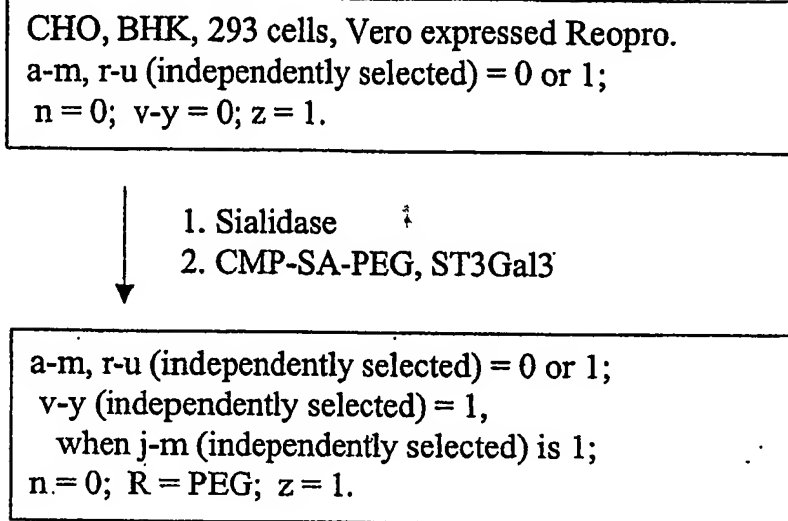 CHO, BHK, 293 cells, Vero expressed Reopro.
a-m, r-u (independently selected) = 0 or 1;
n = 0; v-y = 0; z = 1.
1. Sialidase
2. CMP-SA-PEG, ST3Gal3
a-m, r-u (independently selected) = 0 or 1;
v-y (independently selected) = 1,
when j-m (independently selected) is 1;
n = 0; R = PEG; z = 1.